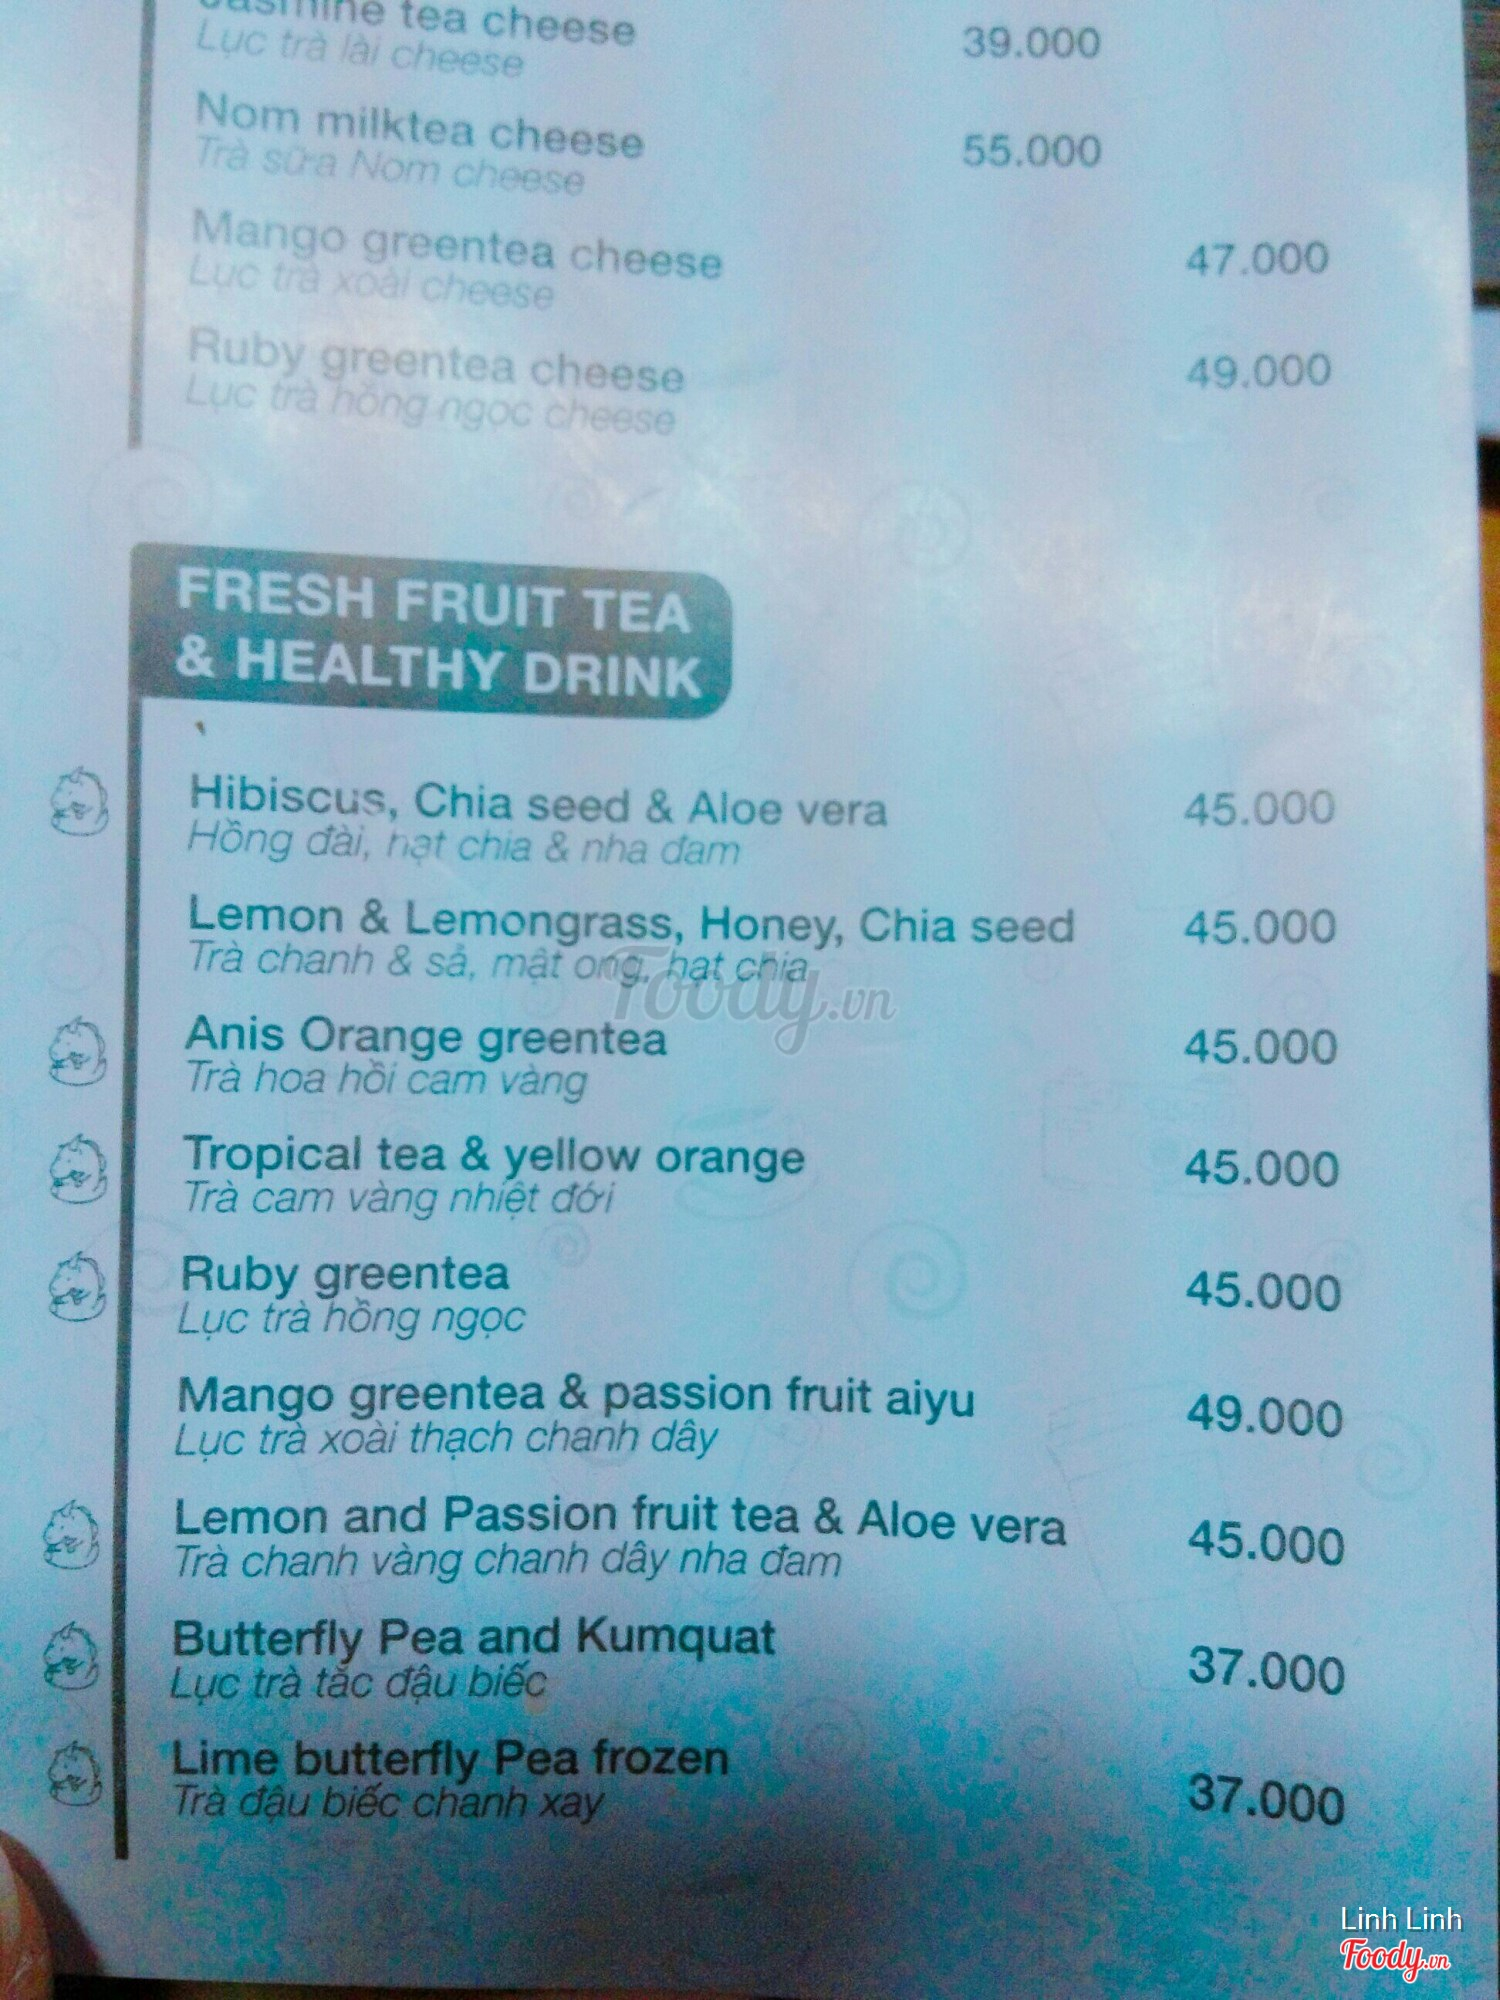 Jasmine tea cheese 39.000
Lục trà lài cheese
Nom milktea cheese 55.000
Trà sữa Nom cheese
Mango greentea cheese 47.000
Lục trà xoài cheese
Ruby greentea cheese 49.000
Lục trà hồng ngọc cheese
FRESH FRUIT TEA
& HEALTHY DRINK
Hibiscus, Chia seed & Aloe vera 45.000
Hồng đài, hạt chia & nha đam
Lemon & Lemongrass, Honey, Chia seed 45.000
Trà chanh & sả, mật ong, hạt chia
Foody.vn
Anis Orange greentea 45.000
Trà hoa hồi cam vàng
Tropical tea & yellow orange 45.000
Trà cam vàng nhiệt đới
Ruby greentea 45.000
Lục trà hồng ngọc
Mango greentea & passion fruit aiyu 49.000
Lục trà xoài thạch chanh dây
Lemon and Passion fruit tea & Aloe vera 45.000
Trà chanh vàng chanh dây nha đam
Butterfly Pea and Kumquat 37.000
Lục trà tắc đậu biếc
Lime butterfly Pea frozen 37.000
Trà đậu biếc chanh xay
Linh Linh
Foody.vn